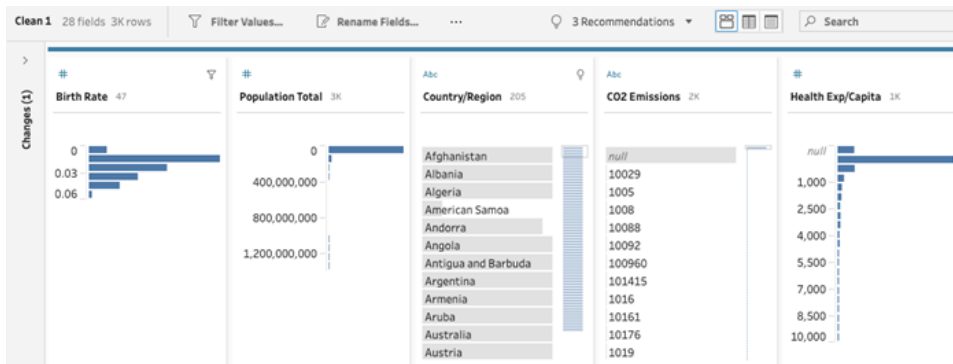 Clean 1 28 fields 3K rows Filter Values... Rename Fields... ... 3 Recommendations Search
Changes (1)
#
Birth Rate 47
0
0.03
0.06
#
Population Total 3K
0
400,000,000
800,000,000
1,200,000,000
Abc
Country/Region 205
Afghanistan
Albania
Algeria
American Samoa
Andorra
Angola
Antigua and Barbuda
Argentina
Armenia
Aruba
Australia
Austria
Abc
CO2 Emissions 2K
null
10029
1005
1008
10088
10092
100960
101415
1016
10161
10176
1019
#
Health Exp/Capita 1K
null
1,000
2,500
4,000
5,500
7,000
8,500
10,000